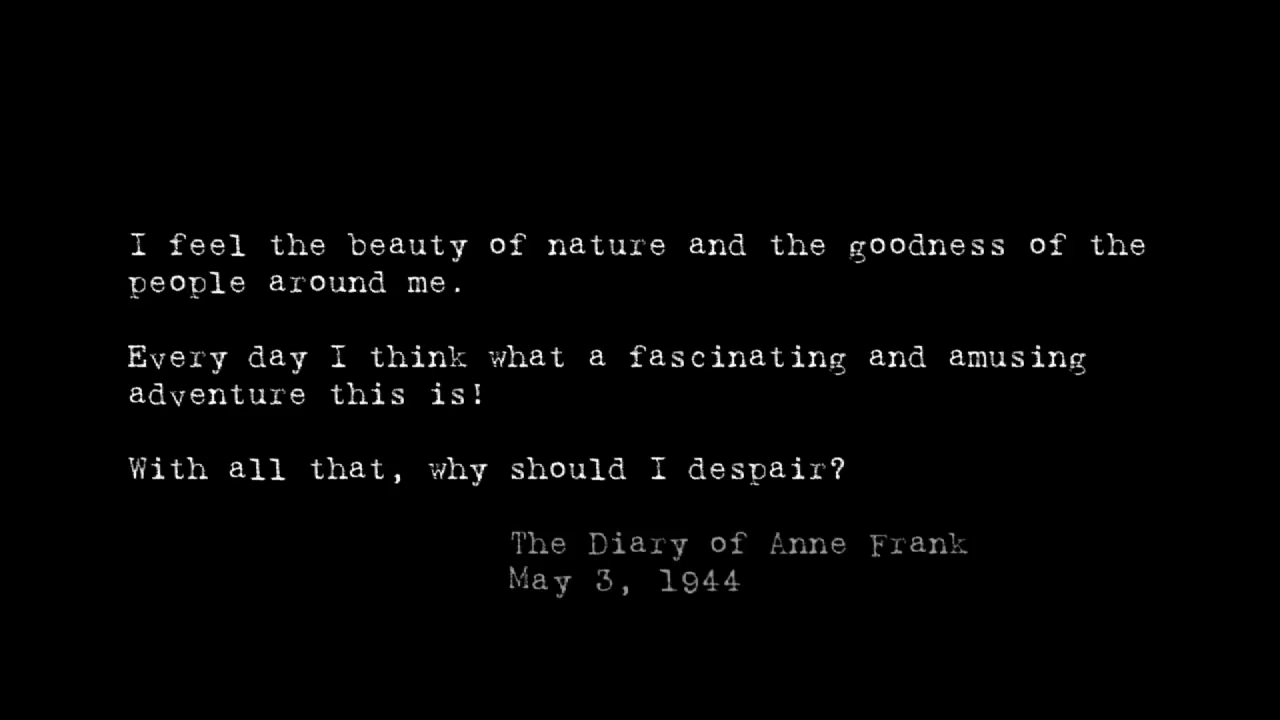 I feel the beauty of nature and the goodness of the
people around me.
Every day I think what a fascinating and amusing
adventure this is!
With all that, why should I despair?
The Diary of Anne Frank
May 3, 1944